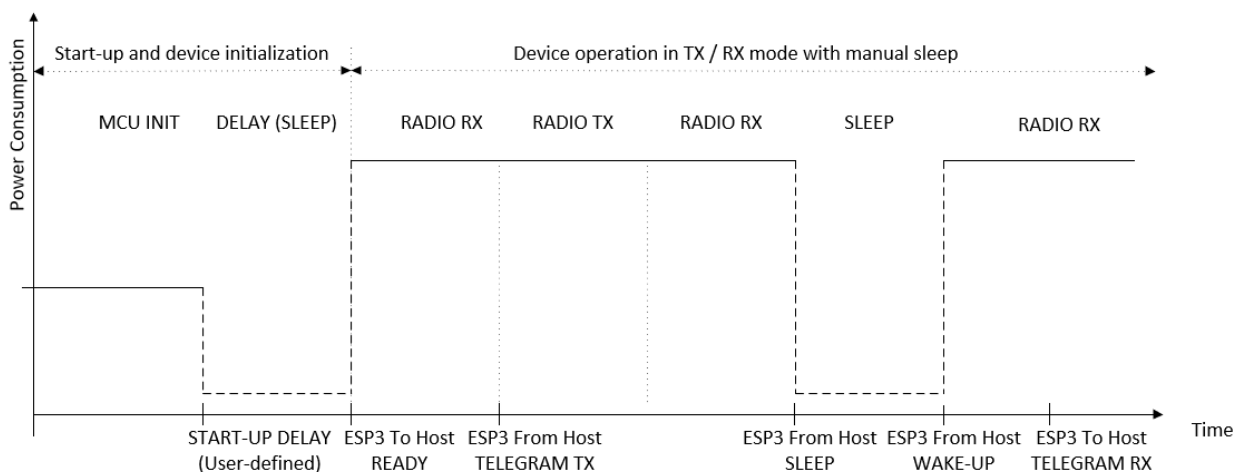 Power Consumption
Start-up and device initialization
Device operation in TX / RX mode with manual sleep
MCU INIT
DELAY (SLEEP)
RADIO RX
RADIO TX
RADIO RX
SLEEP
RADIO RX
START-UP DELAY
(User-defined)
ESP3 To Host
READY
ESP3 From Host
TELEGRAM TX
ESP3 From Host
SLEEP
ESP3 From Host
WAKE-UP
ESP3 To Host
TELEGRAM RX
Time